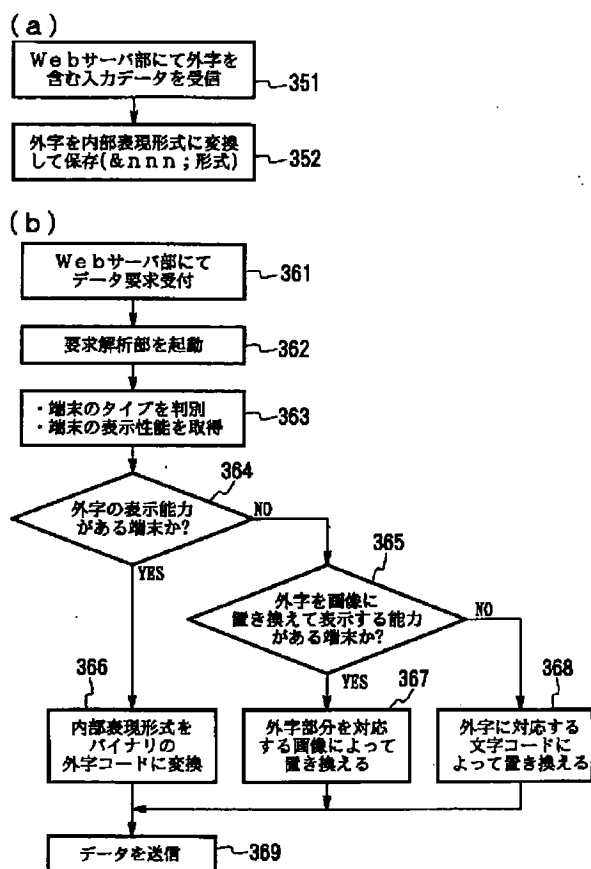 (a)
Webサーバ部にて外字を
含む入力データを受信
351
外字を内部表現形式に変換
して保存(&nnn;形式)
352
(b)
Webサーバ部にて
データ要求受付
361
要求解析部を起動
362
・端末のタイプを判別
・端末の表示性能を取得
363
364
外字の表示能力
がある端末か?
NO
YES
365
外字を画像に
置き換えて表示する能力
がある端末か?
NO
YES
366
内部表現形式を
バイナリの
外字コードに変換
367
外字部分を対応
する画像によって
置き換える
368
外字に対応する
文字コードに
よって置き換える
データを送信
369